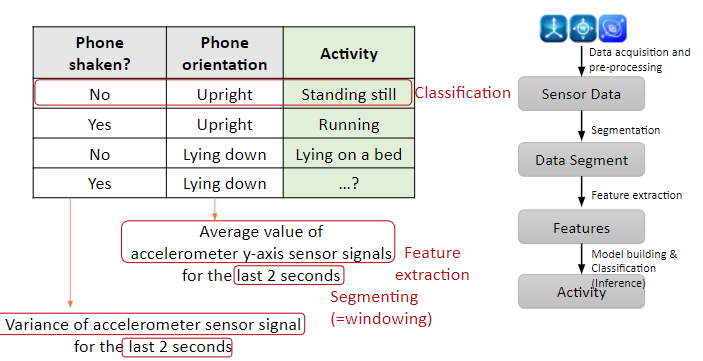 Phone shaken?
Phone orientation
Activity
No
Upright
Standing still
Classification
Yes
Upright
Running
No
Lying down
Lying on a bed
Yes
Lying down
...?
Average value of
accelerometer y-axis sensor signals
for the last 2 seconds
Feature
extraction
Segmenting
(=windowing)
Variance of accelerometer sensor signal
for the last 2 seconds
Data acquisition and
pre-processing
Sensor Data
Segmentation
Data Segment
Feature extraction
Features
Model building &
Classification
(Inference)
Activity